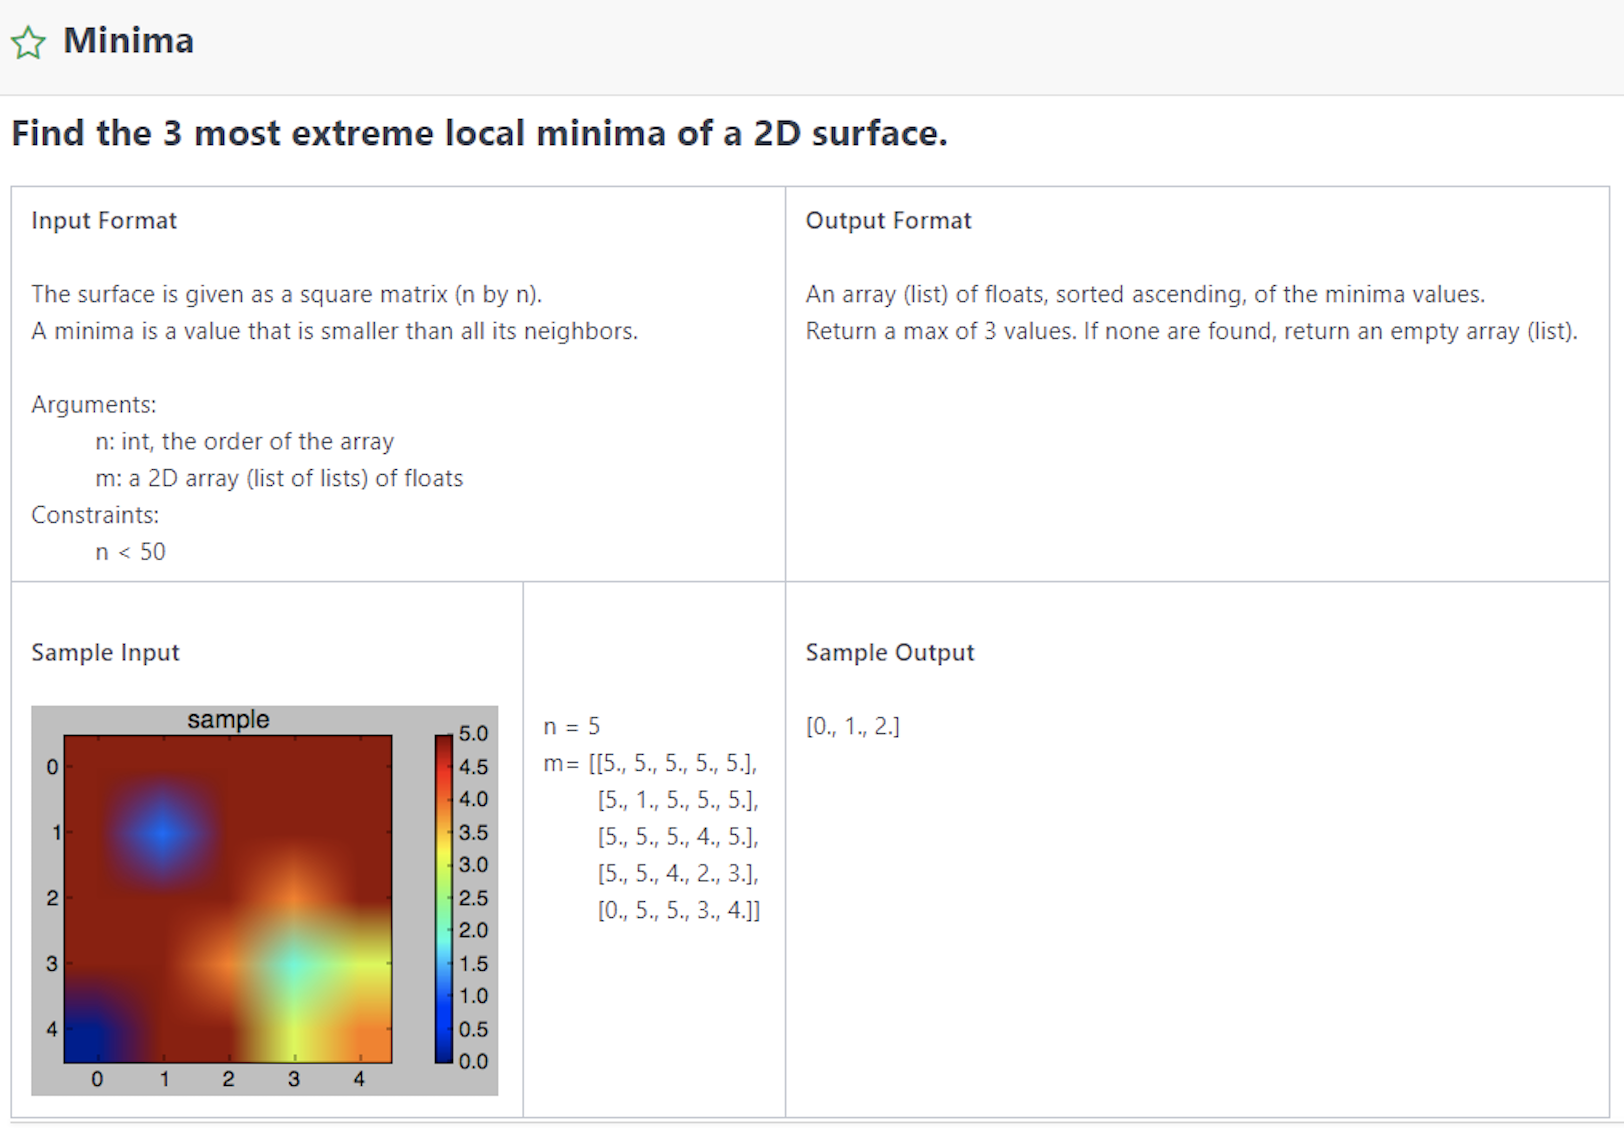 Minima
Find the 3 most extreme local minima of a 2D surface.
Input Format
The surface is given as a square matrix (n by n).
A minima is a value that is smaller than all its neighbors.
Arguments:
n: int, the order of the array
m: a 2D array (list of lists) of floats
Constraints:
n < 50
Output Format
An array (list) of floats, sorted ascending, of the minima values.
Return a max of 3 values. If none are found, return an empty array (list).
Sample Input
sample
0
1
2
3
4
0 1 2 3 4
5.0
4.5
4.0
3.5
3.0
2.5
2.0
1.5
1.0
0.5
0.0
n = 5
m= [[5., 5., 5., 5., 5.],
[5., 1., 5., 5., 5.],
[5., 5., 5., 4., 5.],
[5., 5., 4., 2., 3.],
[0., 5., 5., 3., 4.]]
Sample Output
[0., 1., 2.]